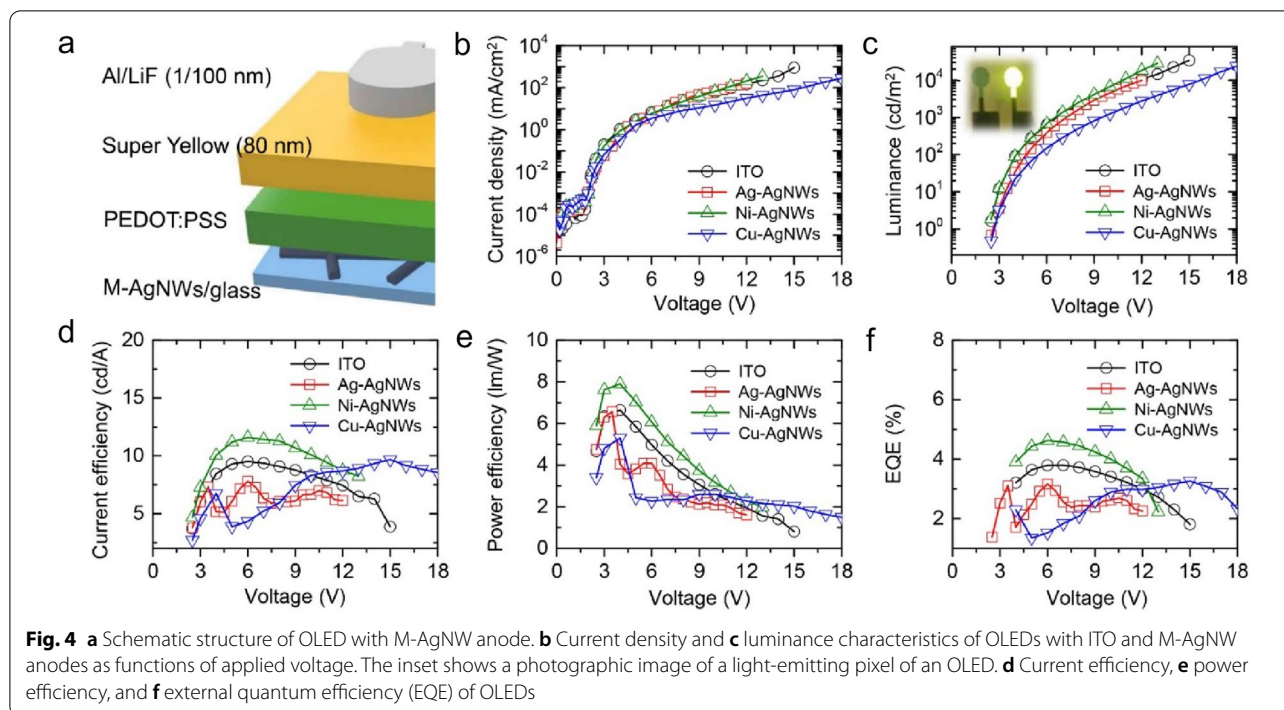 a
Al/LiF (1/100 nm)
Super Yellow (80 nm)
PEDOT:PSS
M-AgNWs/glass
b
Current density (mA/cm²)
10⁴
10²
10⁰
10⁻²
10⁻⁴
10⁻⁶
ITO
Ag-AgNWs
Ni-AgNWs
Cu-AgNWs
0 3 6 9 12 15 18
Voltage (V)
c
Luminance (cd/m²)
10⁴
10³
10²
10¹
10⁰
ITO
Ag-AgNWs
Ni-AgNWs
Cu-AgNWs
0 3 6 9 12 15 18
Voltage (V)
d
Current efficiency (cd/A)
20
15
10
5
ITO
Ag-AgNWs
Ni-AgNWs
Cu-AgNWs
0 3 6 9 12 15 18
Voltage (V)
e
Power efficiency (lm/W)
10
8
6
4
2
0
ITO
Ag-AgNWs
Ni-AgNWs
Cu-AgNWs
0 3 6 9 12 15 18
Voltage (V)
f
EQE (%)
8
6
4
2
ITO
Ag-AgNWs
Ni-AgNWs
Cu-AgNWs
0 3 6 9 12 15 18
Voltage (V)
Fig. 4 a Schematic structure of OLED with M-AgNW anode. b Current density and c luminance characteristics of OLEDs with ITO and M-AgNW
anodes as functions of applied voltage. The inset shows a photographic image of a light-emitting pixel of an OLED. d Current efficiency, e power
efficiency, and f external quantum efficiency (EQE) of OLEDs